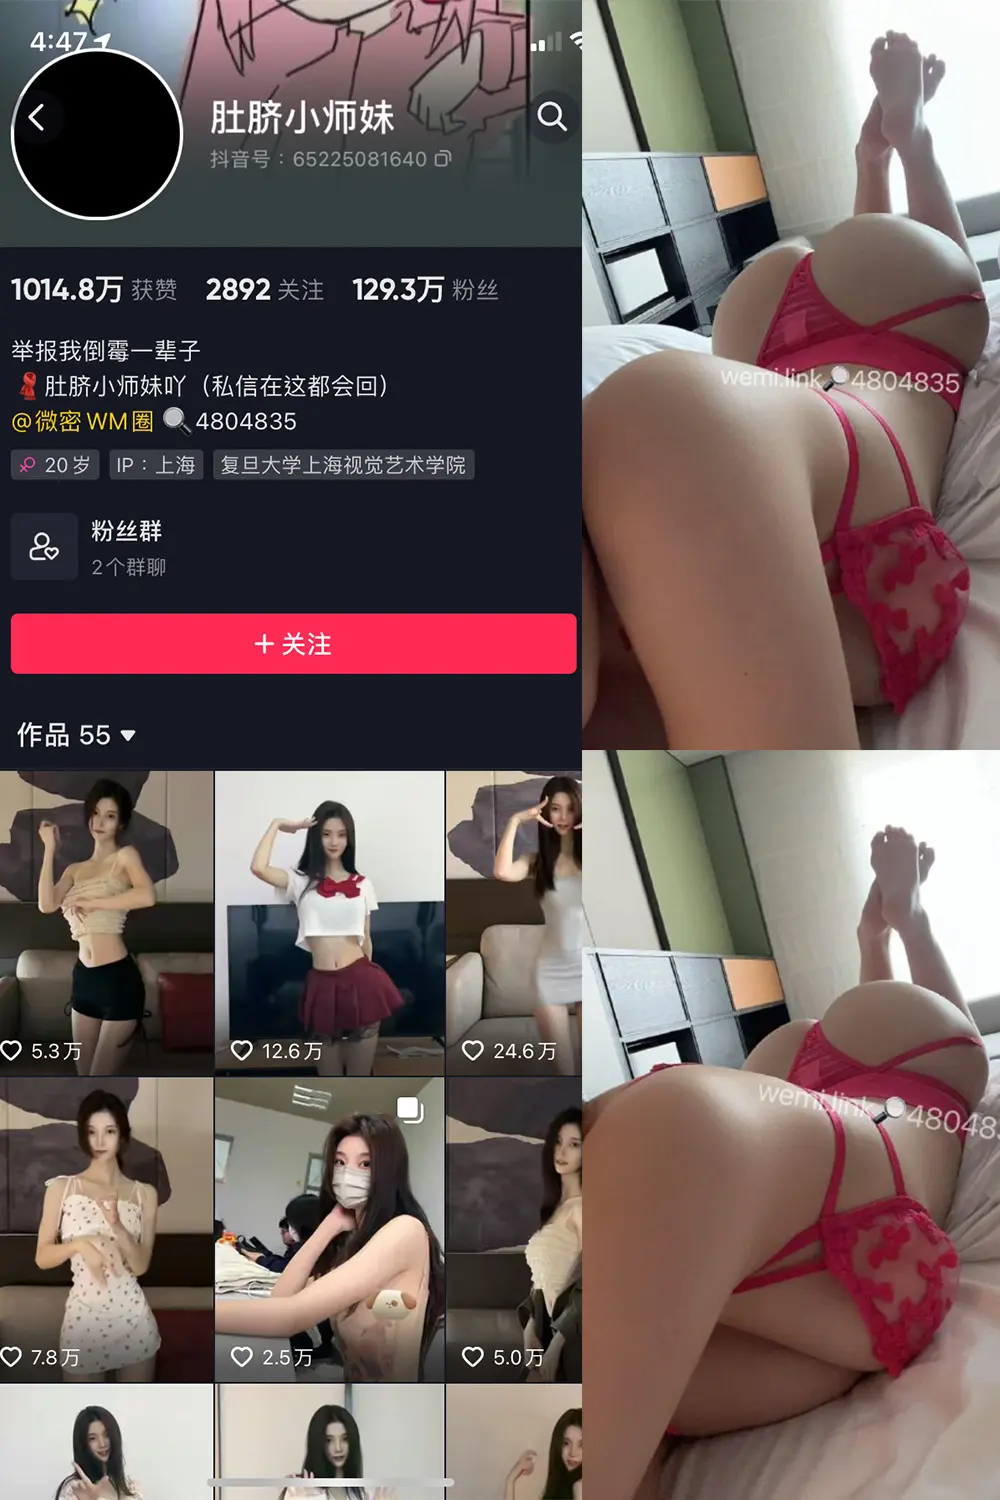 4:47
肚脐小师妹
抖音号：65225081640
1014.8万 获赞 2892 关注 129.3万 粉丝
举报我倒霉一辈子
肚脐小师妹吖（私信在这都会回）
@微密 WM 圈 🔍 4804835
20岁 IP：上海 复旦大学上海视觉艺术学院
粉丝群
2个群聊
+ 关注
作品 55
5.3万
12.6万
24.6万
7.8万
2.5万
5.0万
wemi.link 🔍 4804835
wemi.link 🔍 48048